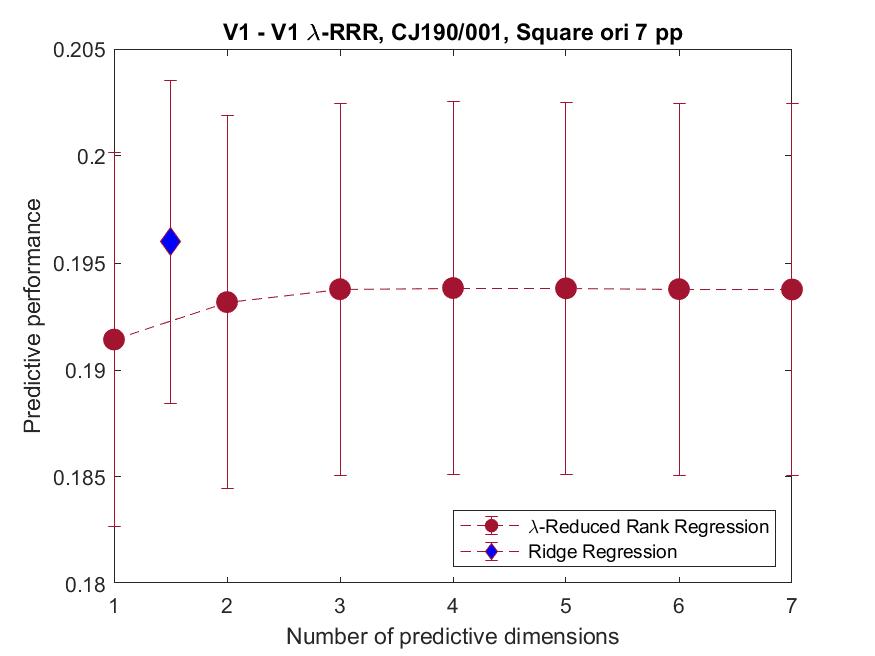 V1 - V1 λ-RRR, CJ190/001, Square ori 7 pp
0.205
0.2
0.195
0.19
0.185
0.18
Predictive performance
1 2 3 4 5 6 7
Number of predictive dimensions
λ-Reduced Rank Regression
Ridge Regression